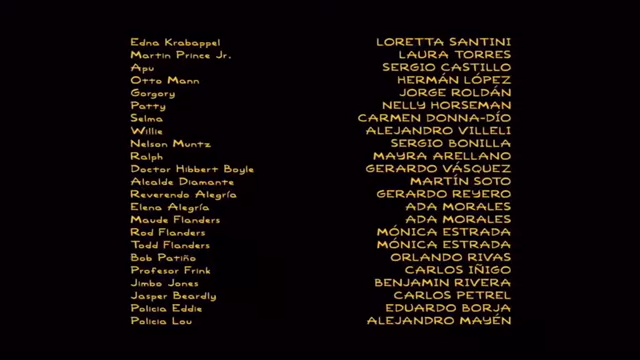 Edna Krabappel LORETTA SANTINI
Martin Prince Jr. LAURA TORRES
Apu SERGIO CASTILLO
Otto Mann HERMÁN LÓPEZ
Gorgory JORGE ROLDÁN
Patty NELLY HORSEMAN
Selma CARMEN DONNA-DÍO
Willie ALEJANDRO VILLELI
Nelson Muntz SERGIO BONILLA
Ralph MAYRA ARELLANO
Doctor Hibbert Boyle GERARDO VÁSQUEZ
Alcalde Diamante MARTÍN SOTO
Reverendo Alegría GERARDO REYERO
Elena Alegría ADA MORALES
Maude Flanders ADA MORALES
Rod Flanders MÓNICA ESTRADA
Todd Flanders MÓNICA ESTRADA
Bob Patiño ORLANDO RIVAS
Profesor Frink CARLOS ÍÑIGO
Jimbo Jones BENJAMIN RIVERA
Jasper Beardly CARLOS PETREL
Policia Eddie EDUARDO BORJA
Policia Lou ALEJANDRO MAYÉN